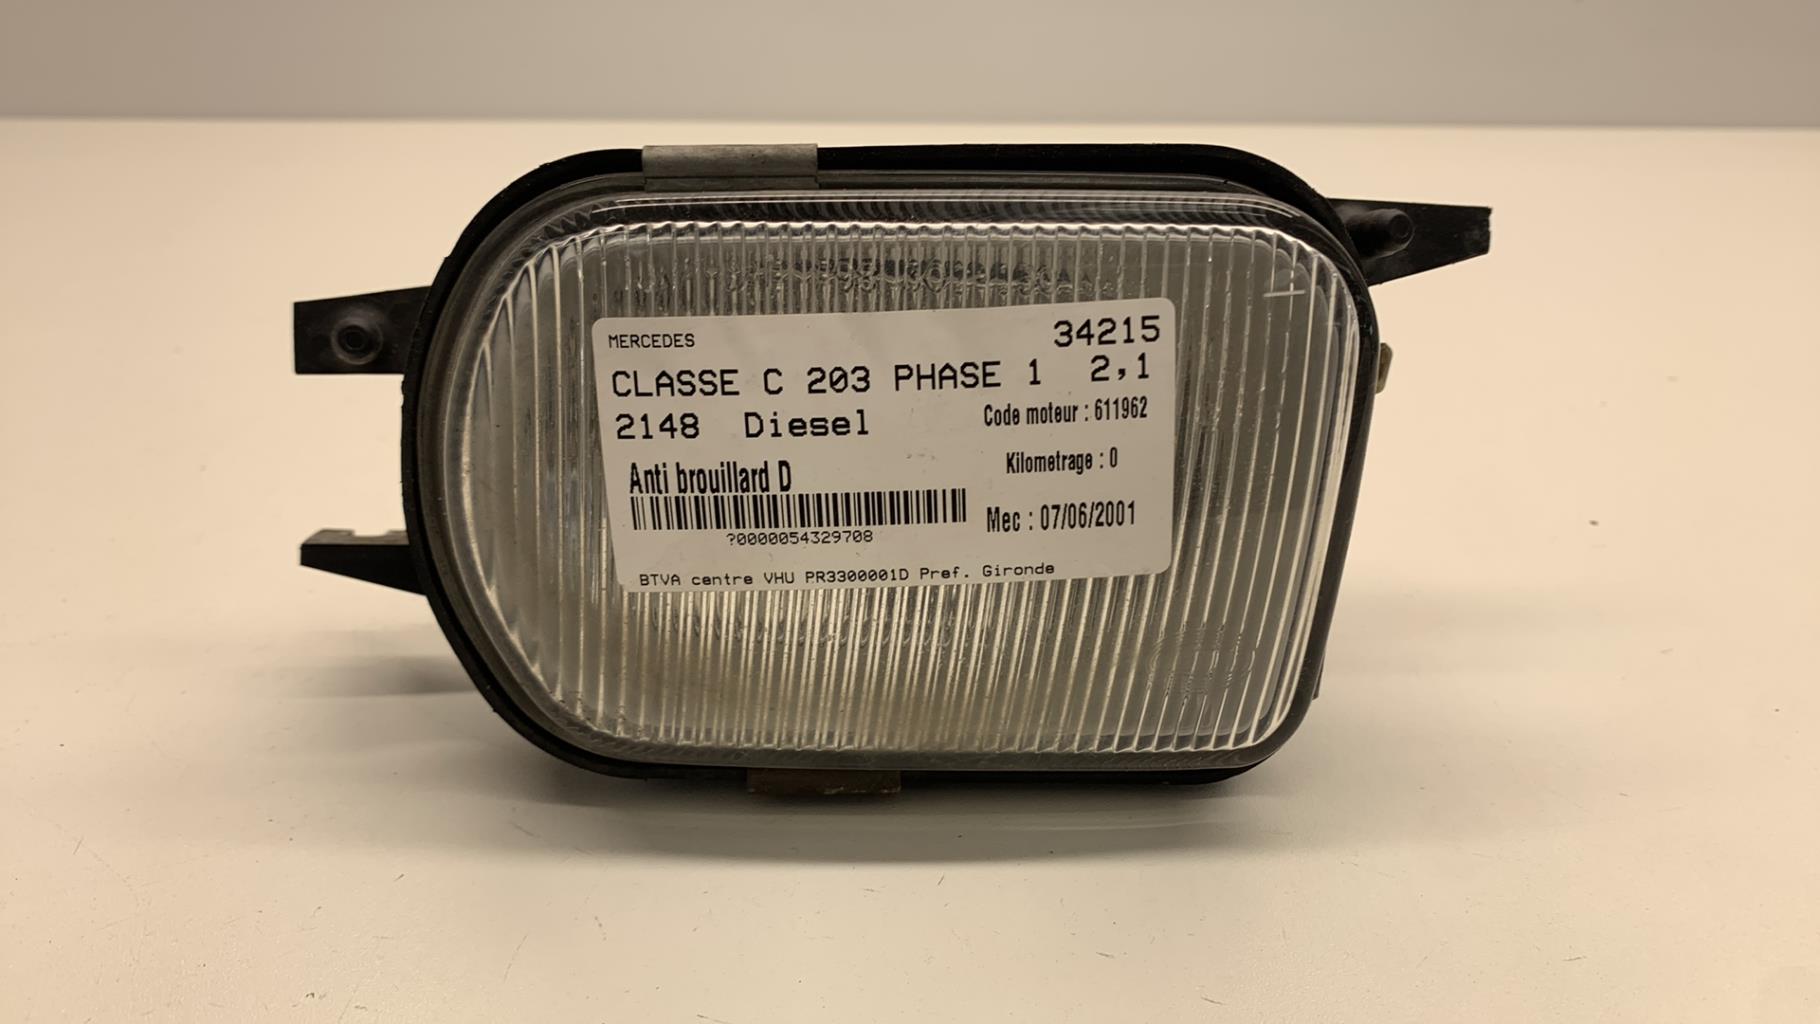 MERCEDES 34215
CLASSE C 203 PHASE 1 2,1
2148 Diesel Code moteur : 611962
Anti brouillard D Kilometrage : 0
Mec : 07/06/2001
?0000054329708
BTVA centre VHU PR3300001D Pref. Gironde